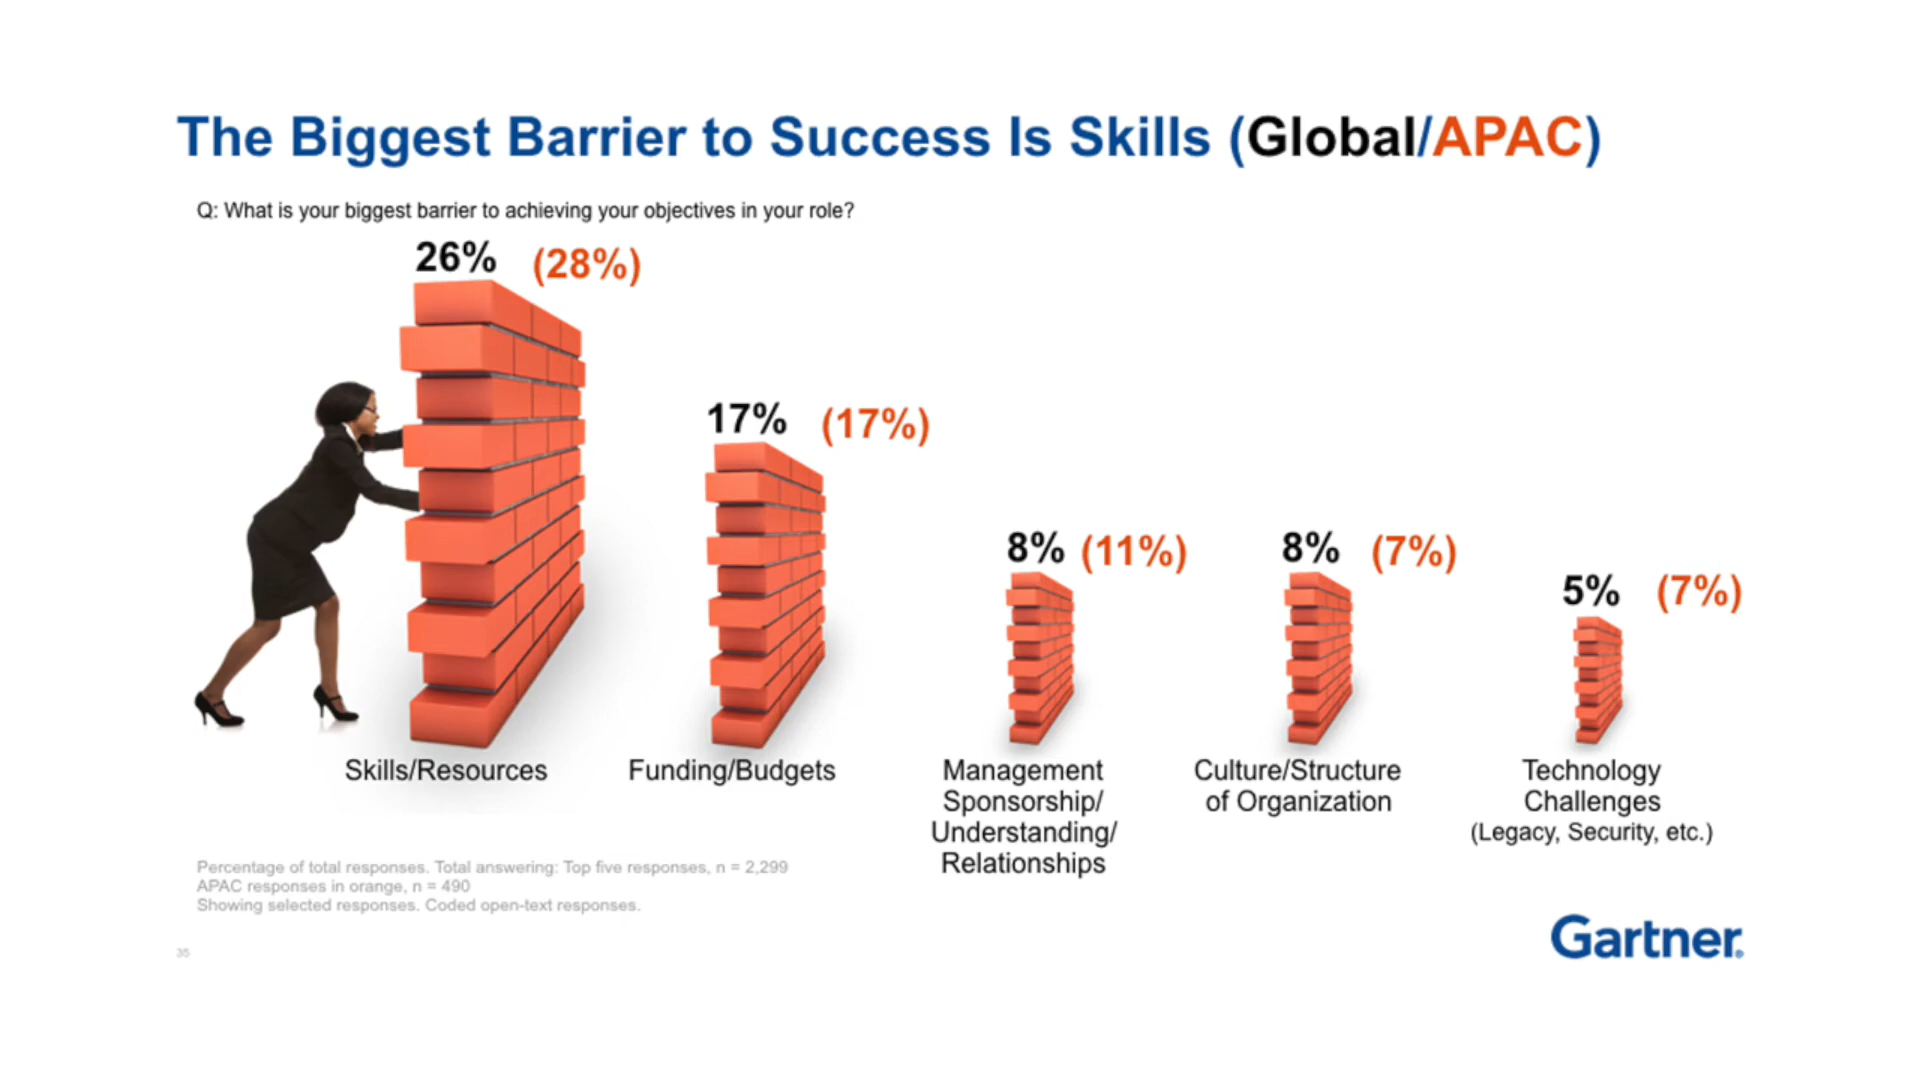 The Biggest Barrier to Success Is Skills (Global/APAC)
Q: What is your biggest barrier to achieving your objectives in your role?
26% (28%)
17% (17%)
8% (11%)
8% (7%)
5% (7%)
Skills/Resources
Funding/Budgets
Management
Sponsorship/
Understanding/
Relationships
Culture/Structure
of Organization
Technology
Challenges
(Legacy, Security, etc.)
Percentage of total responses. Total answering: Top five responses, n = 2,299
APAC responses in orange, n = 490
Showing selected responses. Coded open-text responses.
35
Gartner.